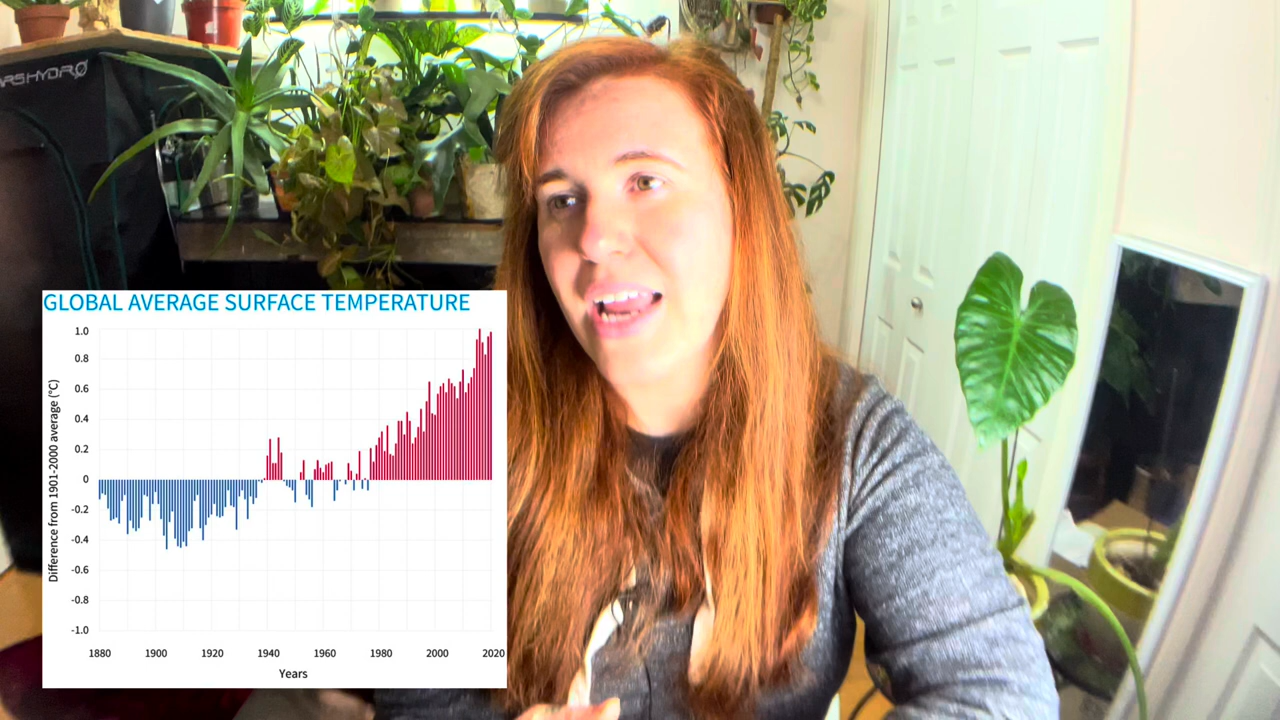 GLOBAL AVERAGE SURFACE TEMPERATURE
Difference from 1901-2000 average (°C)
1.0
0.8
0.6
0.4
0.2
0
-0.2
-0.4
-0.6
-0.8
-1.0
1880 1900 1920 1940 1960 1980 2000 2020
Years